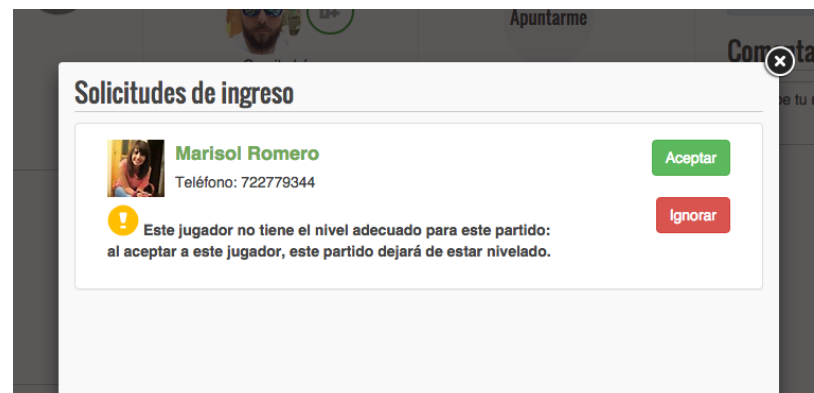 Apuntarme
Solicitudes de ingreso
Marisol Romero
Teléfono: 722779344
Aceptar
Este jugador no tiene el nivel adecuado para este partido:
al aceptar a este jugador, este partido dejará de estar nivelado.
Ignorar